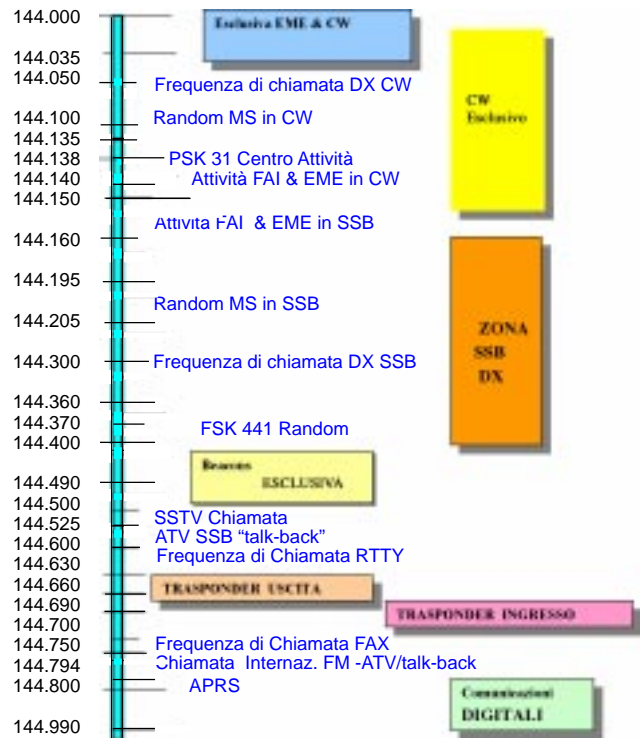 144.000
Esclusiva EME & CW
144.035
144.050
Frequenza di chiamata DX CW
CW
Esclusivo
144.100
Random MS in CW
144.135
144.138
PSK 31 Centro Attività
144.140
Attività FAI & EME in CW
144.150
Attività FAI & EME in SSB
144.160
144.195
Random MS in SSB
144.205
ZONA
SSB
DX
144.300
Frequenza di chiamata DX SSB
144.360
144.370
FSK 441 Random
144.400
Beacons
ESCLUSIVA
144.490
144.500
SSTV Chiamata
144.525
ATV SSB “talk-back”
144.600
Frequenza di Chiamata RTTY
144.630
144.660
TRASPONDER USCITA
144.690
TRASPONDER INGRESSO
144.700
144.750
Frequenza di Chiamata FAX
144.794
Chiamata Internaz. FM -ATV/talk-back
144.800
APRS
Comunicazioni
DIGITALI
144.990